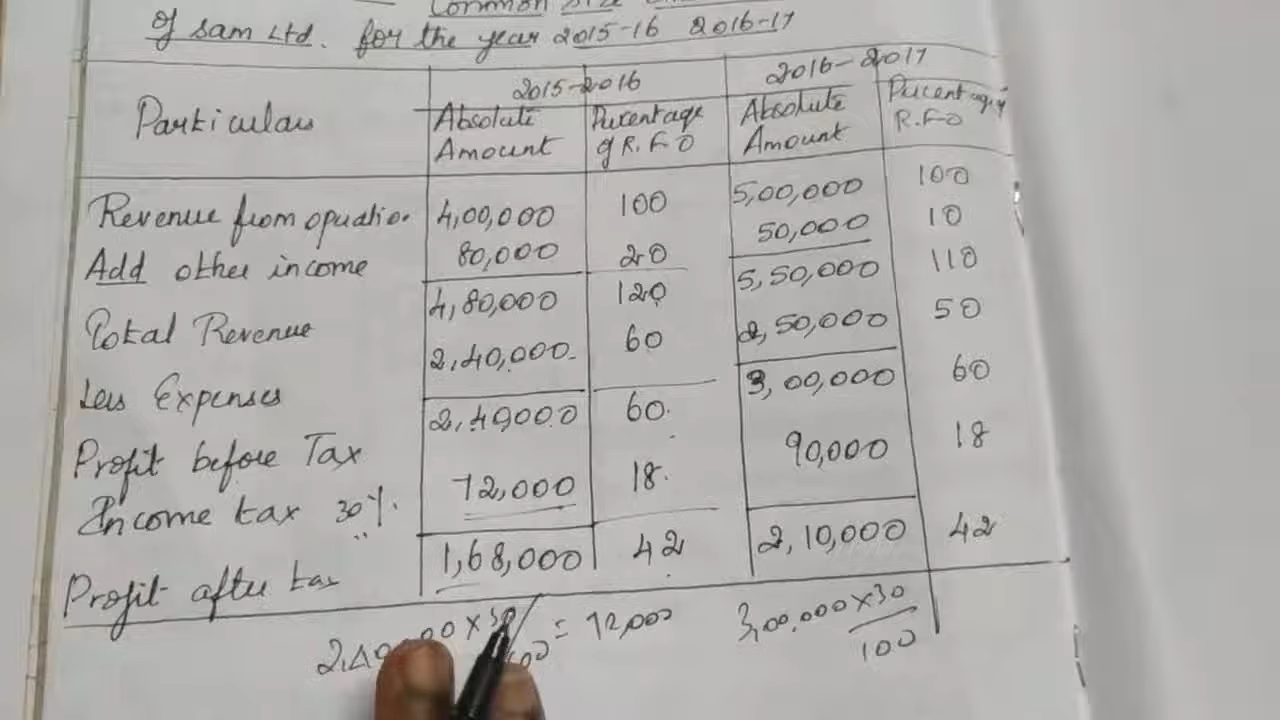 Common Size
of Sam Ltd. for the year 2015-16 2016-17
Particulars 2015-2016 2016-2017
Absolute Amount Percentage of R.F.O Absolute Amount Percentage R.F.O
Revenue from operation 4,00,000 100 5,00,000 100
Add other income 80,000 20 50,000 10
Total Revenue 4,80,000 120 5,50,000 110
Less Expenses 2,40,000 60 2,50,000 50
Profit before Tax 2,40000 60 3,00,000 60
Income tax 30%. 72,000 18 90,000 18
Profit after tax 1,68,000 42 2,10,000 42
= 72,000 3,00,000 x 30
100